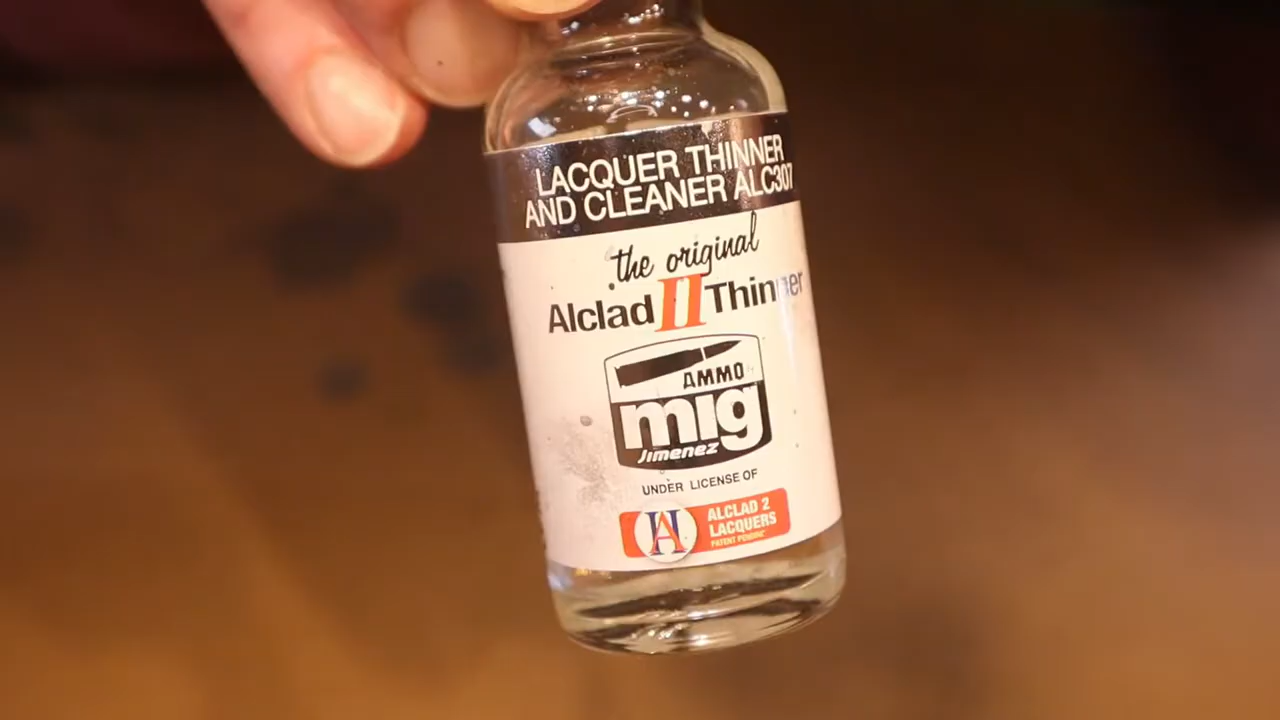 LACQUER THINNER
AND CLEANER ALC307
the original
Alclad II Thinner
AMMO
mig
Jimenez
UNDER LICENSE OF
ALCLAD 2
LACQUERS
PATENT PENDING